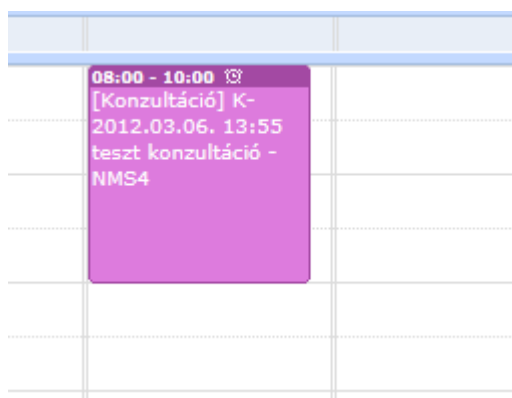 08:00 - 10:00
[Konzultáció] K-
2012.03.06. 13:55
teszt konzultáció -
NMS4